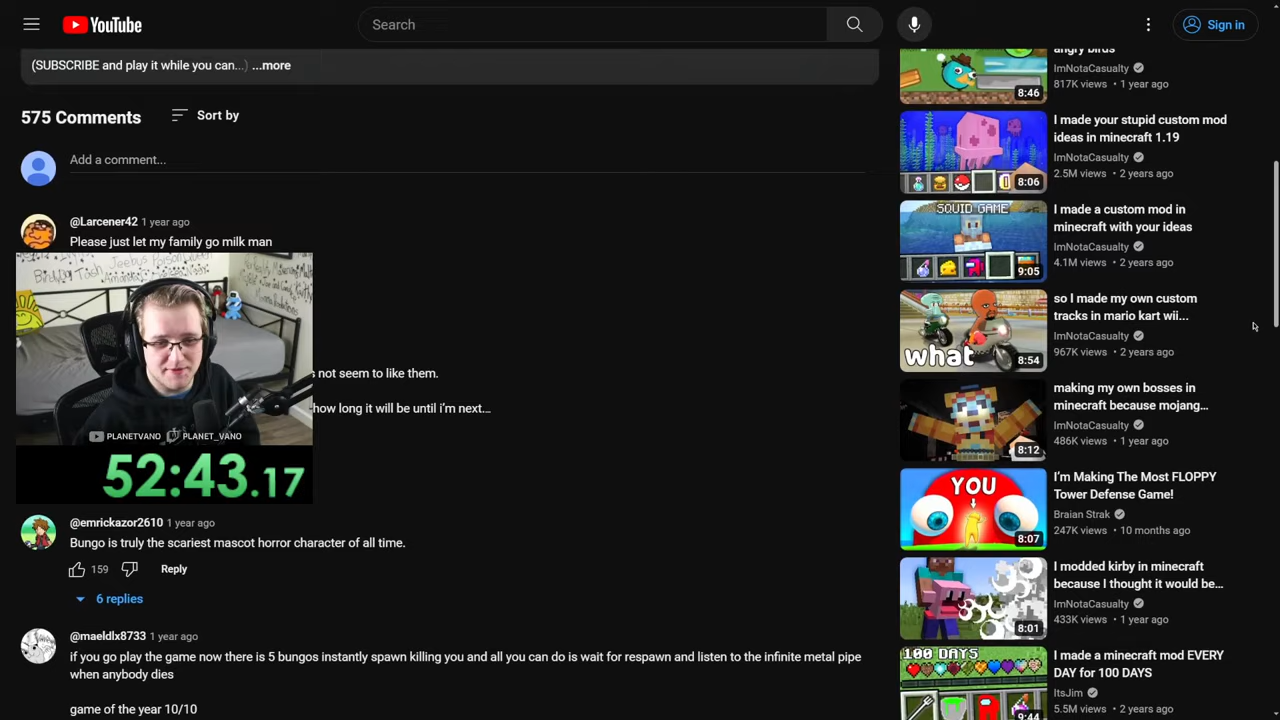 YouTube
Search
Sign in
(SUBSCRIBE and play it while you can...) ...more
575 Comments
Sort by
Add a comment...
@Larcener42 1 year ago
Please just let my family go milk man
not seem to like them.
how long it will be until i'm next...
PLANETVANO PLANET_VANO
52:43.17
@emrickazor2610 1 year ago
Bungo is truly the scariest mascot horror character of all time.
159 Reply
6 replies
@maeldlx8733 1 year ago
if you go play the game now there is 5 bungos instantly spawn killing you and all you can do is wait for respawn and listen to the infinite metal pipe
when anybody dies
game of the year 10/10
angry birds
ImNotaCasualty
817K views • 1 year ago
8:46
I made your stupid custom mod
ideas in minecraft 1.19
ImNotaCasualty
2.5M views • 2 years ago
8:06
SQUID GAME
I made a custom mod in
minecraft with your ideas
ImNotaCasualty
4.1M views • 2 years ago
9:05
so I made my own custom
tracks in mario kart wii...
ImNotaCasualty
967K views • 2 years ago
what
8:54
making my own bosses in
minecraft because mojang...
ImNotaCasualty
486K views • 1 year ago
8:12
YOU
I'm Making The Most FLOPPY
Tower Defense Game!
Braian Strak
247K views • 10 months ago
8:07
I modded kirby in minecraft
because I thought it would be...
ImNotaCasualty
433K views • 1 year ago
8:01
100 DAYS
I made a minecraft mod EVERY
DAY for 100 DAYS
ItsJim
5.5M views • 2 years ago
9:44